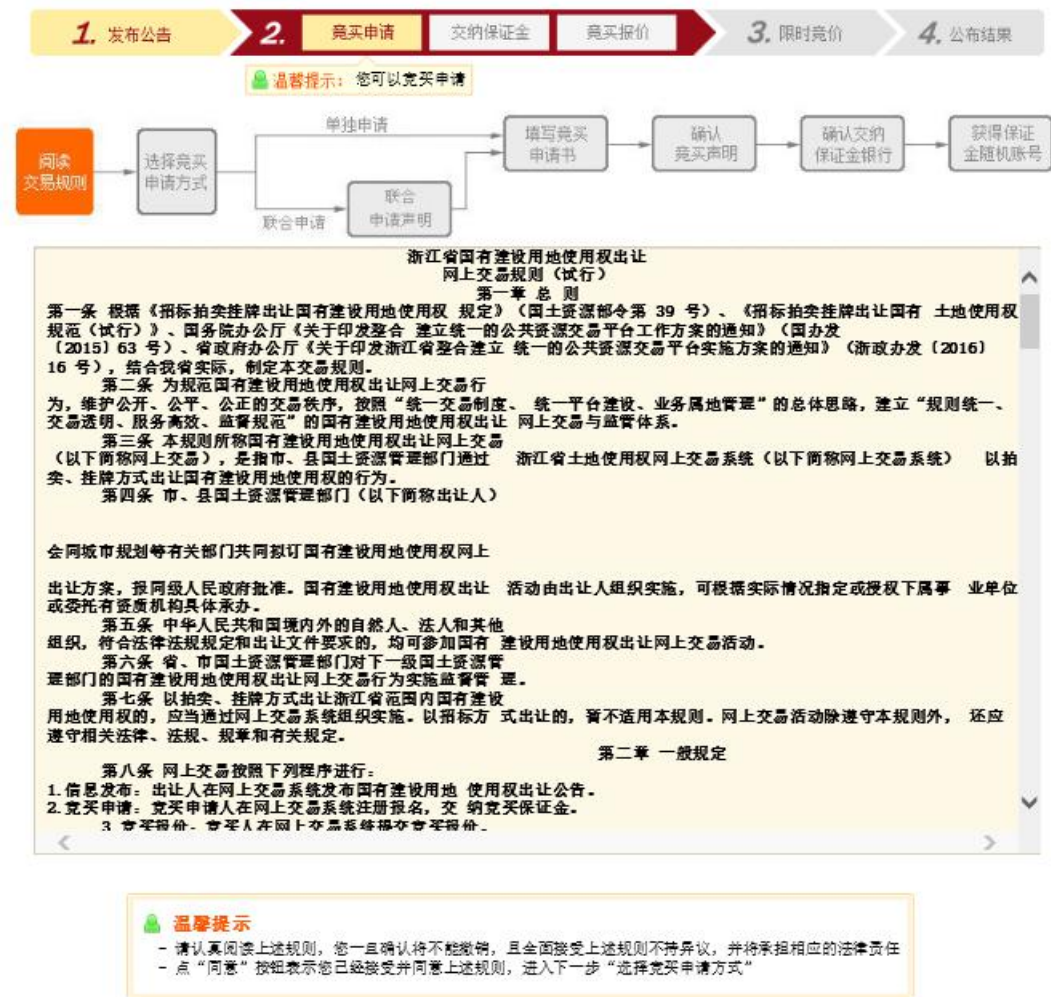 1. 发布公告 2. 竟买申请 交纳保证金 竟买报价 3. 限时竞价 4. 公布结果
温馨提示： 您可以竞买申请
阅读
交易规则
选择竟买
申请方式
单独申请
联合申请
联合
申请声明
填写竟买
申请书
确认
竟买声明
确认交纳
保证金银行
获得保证
金随机账号
浙江省国有建设用地使用权出让
网上交易规则（试行）
第一章 总 则
第一条 根据《招标拍卖挂牌出让国有建设用地使用权 规定》（国土资源部令第 39 号）、《招标拍卖挂牌出让国有 土地使用权
规范（试行）》、国务院办公厅《关于印发整合 建立统一的公共资源交易平台工作方案的通知》（国办发
〔2015〕63 号）、省政府办公厅《关于印发浙江省整合建立 统一的公共资源交易平台实施方案的通知》（浙政办发〔2016〕
16 号），结合我省实际，制定本交易规则。
第二条 为规范国有建设用地使用权出让网上交易行
为，维护公开、公平、公正的交易秩序，按照“统一交易制度、 统一平台建设、业务属地管理”的总体思路，建立“规则统一、
交易透明、服务高效、监督规范”的国有建设用地使用权出让 网上交易与监管体系。
第三条 本规则所称国有建设用地使用权出让网上交易
（以下简称网上交易），是指市、县国土资源管理部门通过 浙江省土地使用权网上交易系统（以下简称网上交易系统） 以拍
卖、挂牌方式出让国有建设用地使用权的行为。
第四条 市、县国土资源管理部门（以下简称出让人）
会同城市规划等有关部门共同拟订国有建设用地使用权网上
出让方案，报同级人民政府批准。国有建设用地使用权出让 活动由出让人组织实施，可根据实际情况指定或授权下属事 业单位
或委托有资质机构具体承办。
第五条 中华人民共和国境内外的自然人、法人和其他
组织，符合法律法规规定和出让文件要求的，均可参加国有 建设用地使用权出让网上交易活动。
第六条 省、市国土资源管理部门对下一级国土资源管
理部门的国有建设用地使用权出让网上交易行为实施监督管 理。
第七条 以拍卖、挂牌方式出让浙江省范围内国有建设
用地使用权的，应当通过网上交易系统组织实施。以招标方 式出让的，暂不适用本规则。网上交易活动除遵守本规则外， 还应
遵守相关法律、法规、规章和有关规定。
第二章 一般规定
第八条 网上交易按照下列程序进行：
1.信息发布：出让人在网上交易系统发布国有建设用地 使用权出让公告。
2.竞买申请：竞买申请人在网上交易系统注册报名，交 纳竞买保证金。
3.竞买报价：竞买人在网上交易系统提交竞买报价。
温馨提示
- 请认真阅读上述规则，您一旦确认将不能撤销，且全面接受上述规则不持异议，并将承担相应的法律责任
- 点“同意”按钮表示您已经接受并同意上述规则，进入下一步“选择竞买申请方式”